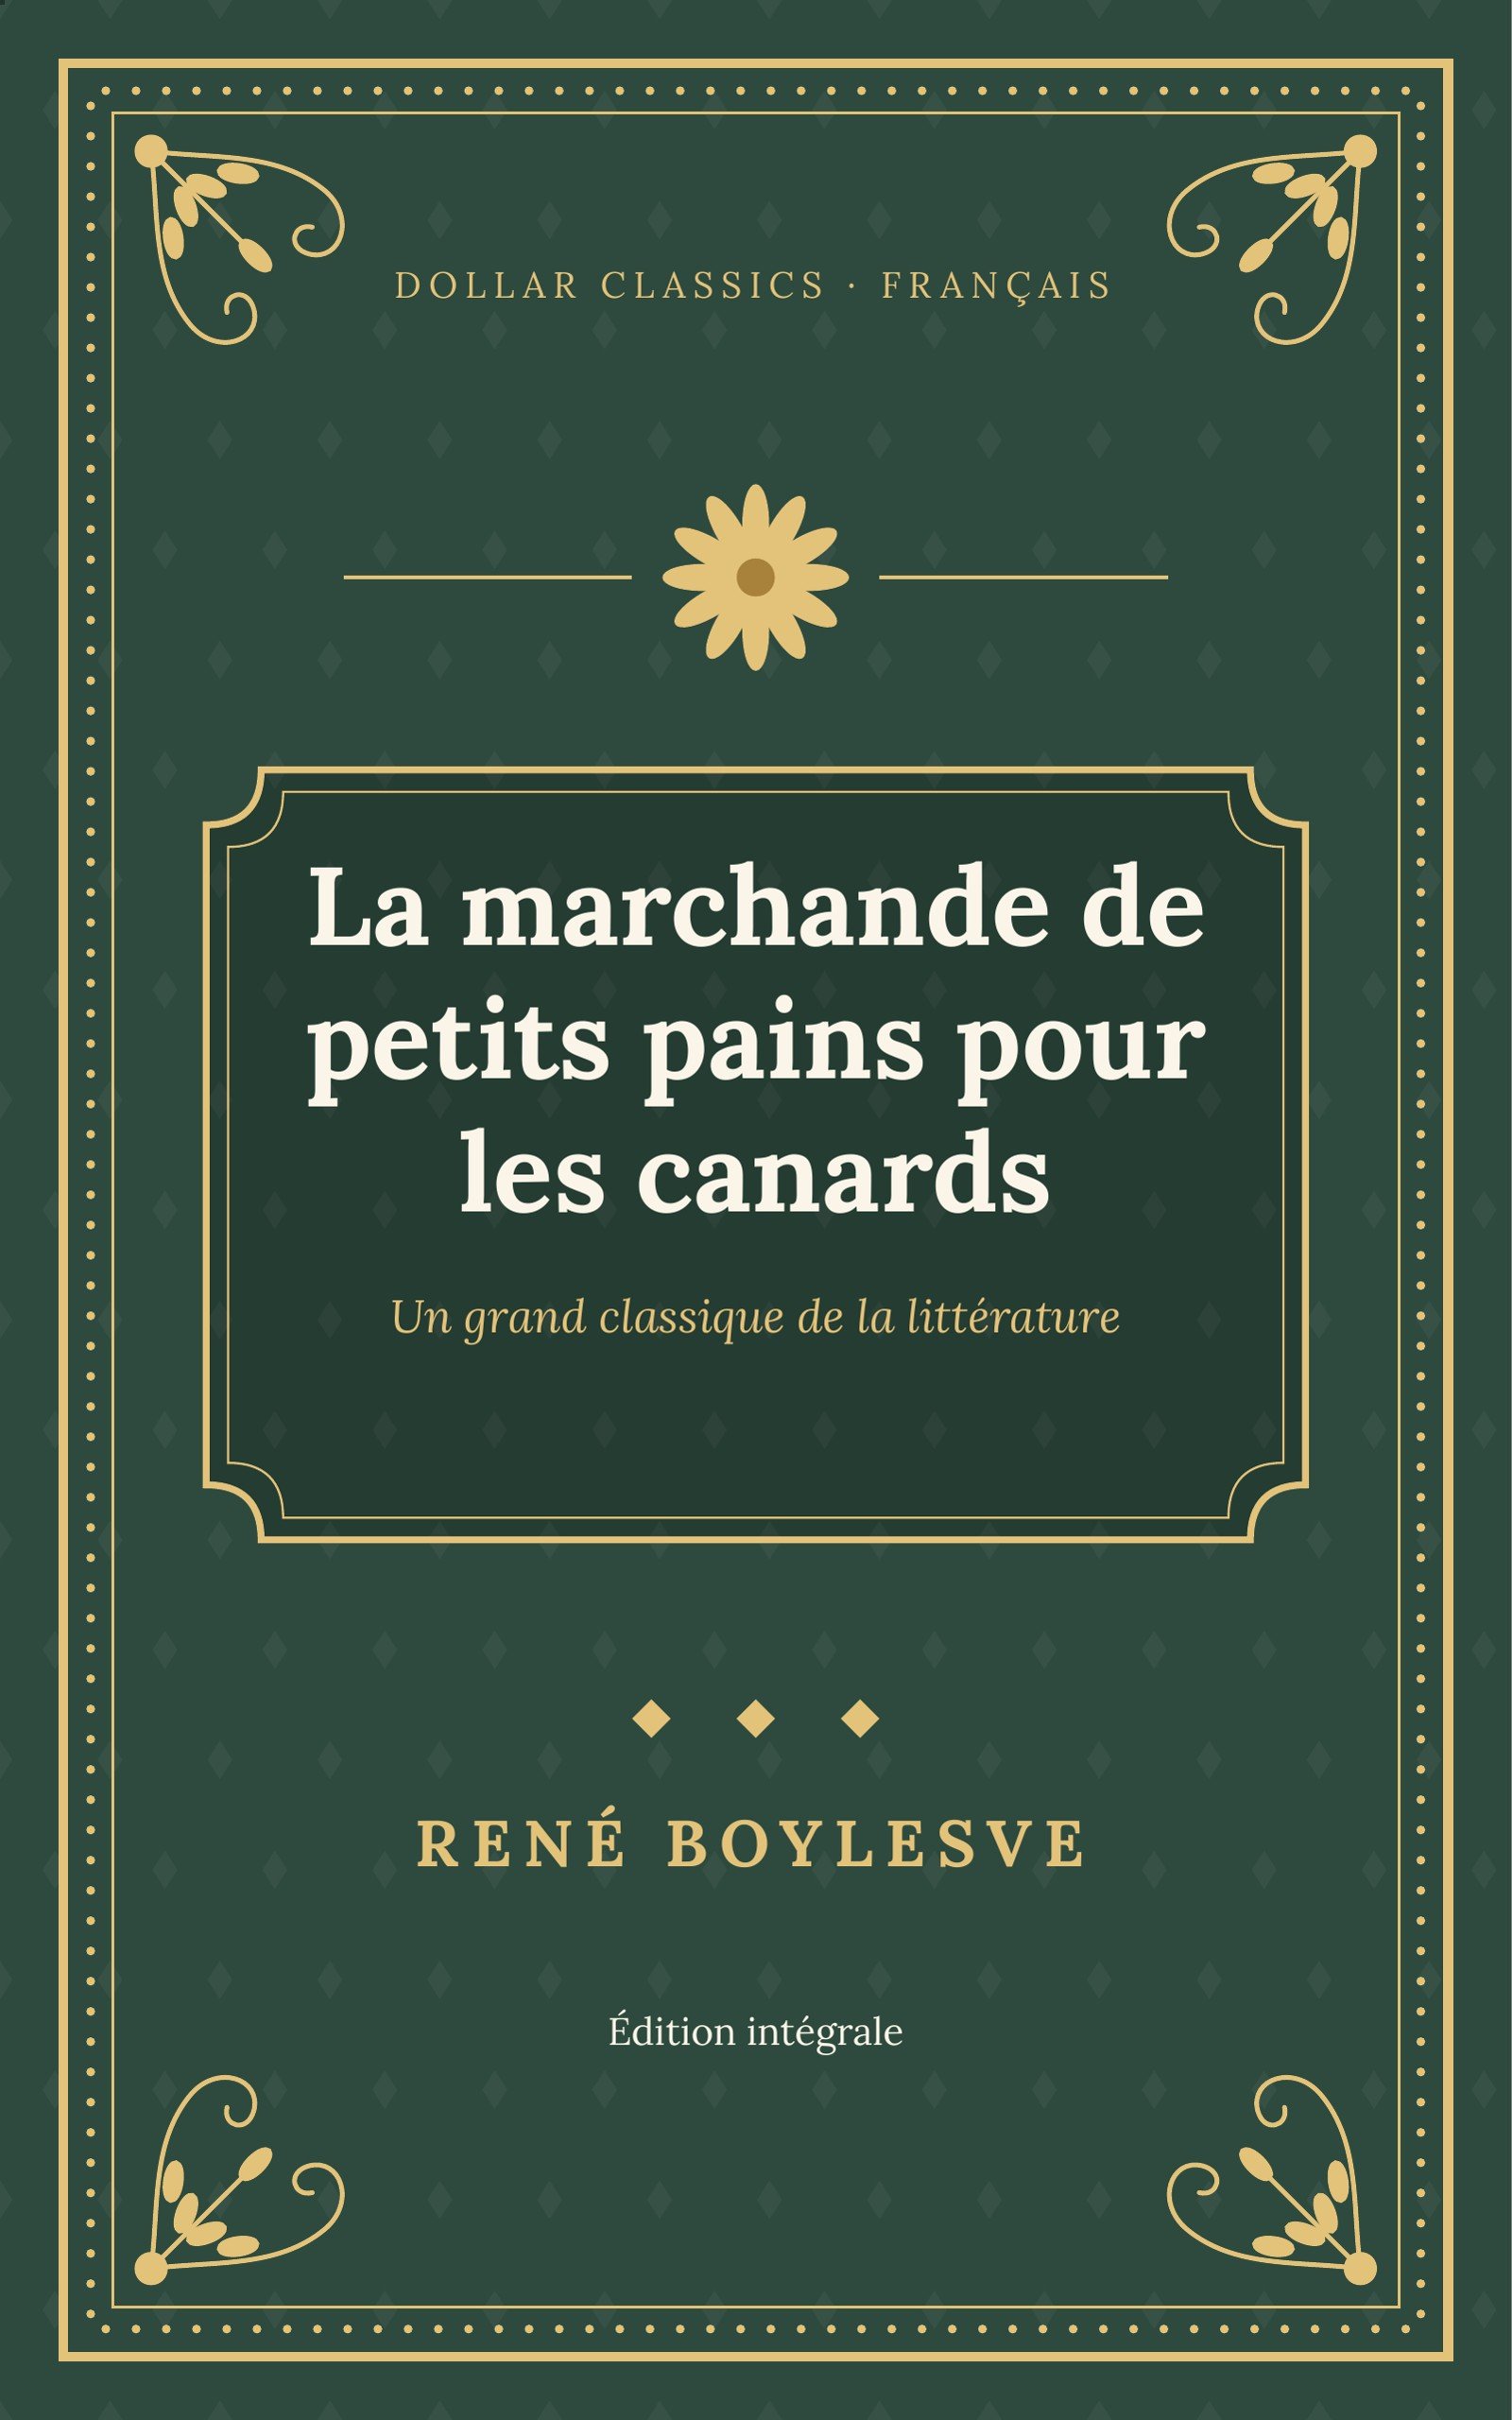 DOLLAR CLASSICS · FRANÇAIS
La marchande de
petits pains pour
les canards
Un grand classique de la littérature
RENÉ BOYLESVE
Édition intégrale